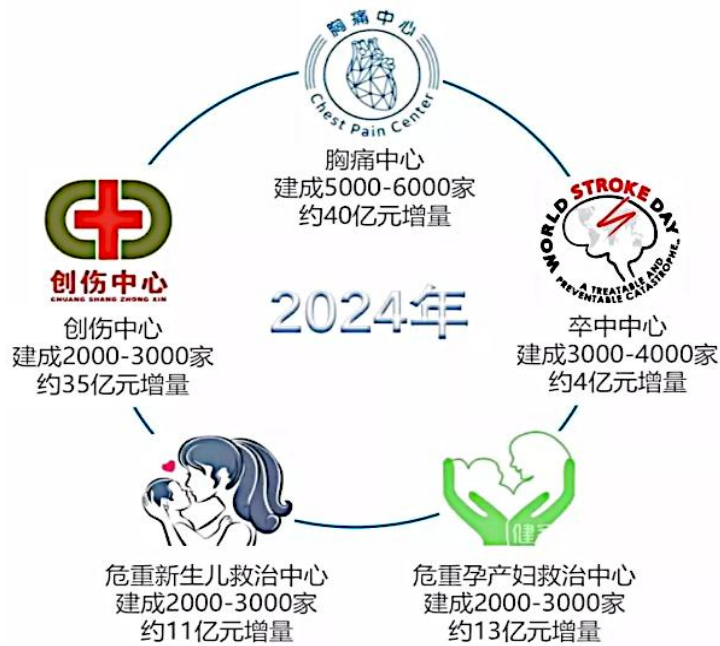 胸痛中心
Chest Pain Center
胸痛中心
建成5000-6000家
约40亿元增量
创伤中心
CHUANG SHANG ZHONG XIN
创伤中心
建成2000-3000家
约35亿元增量
2024年
WORLD STROKE DAY
A TREATABLE AND
PREVENTABLE CATASTROPHE...
卒中中心
建成3000-4000家
约4亿元增量
危重新生儿救治中心
建成2000-3000家
约11亿元增量
健
危重孕产妇救治中心
建成2000-3000家
约13亿元增量